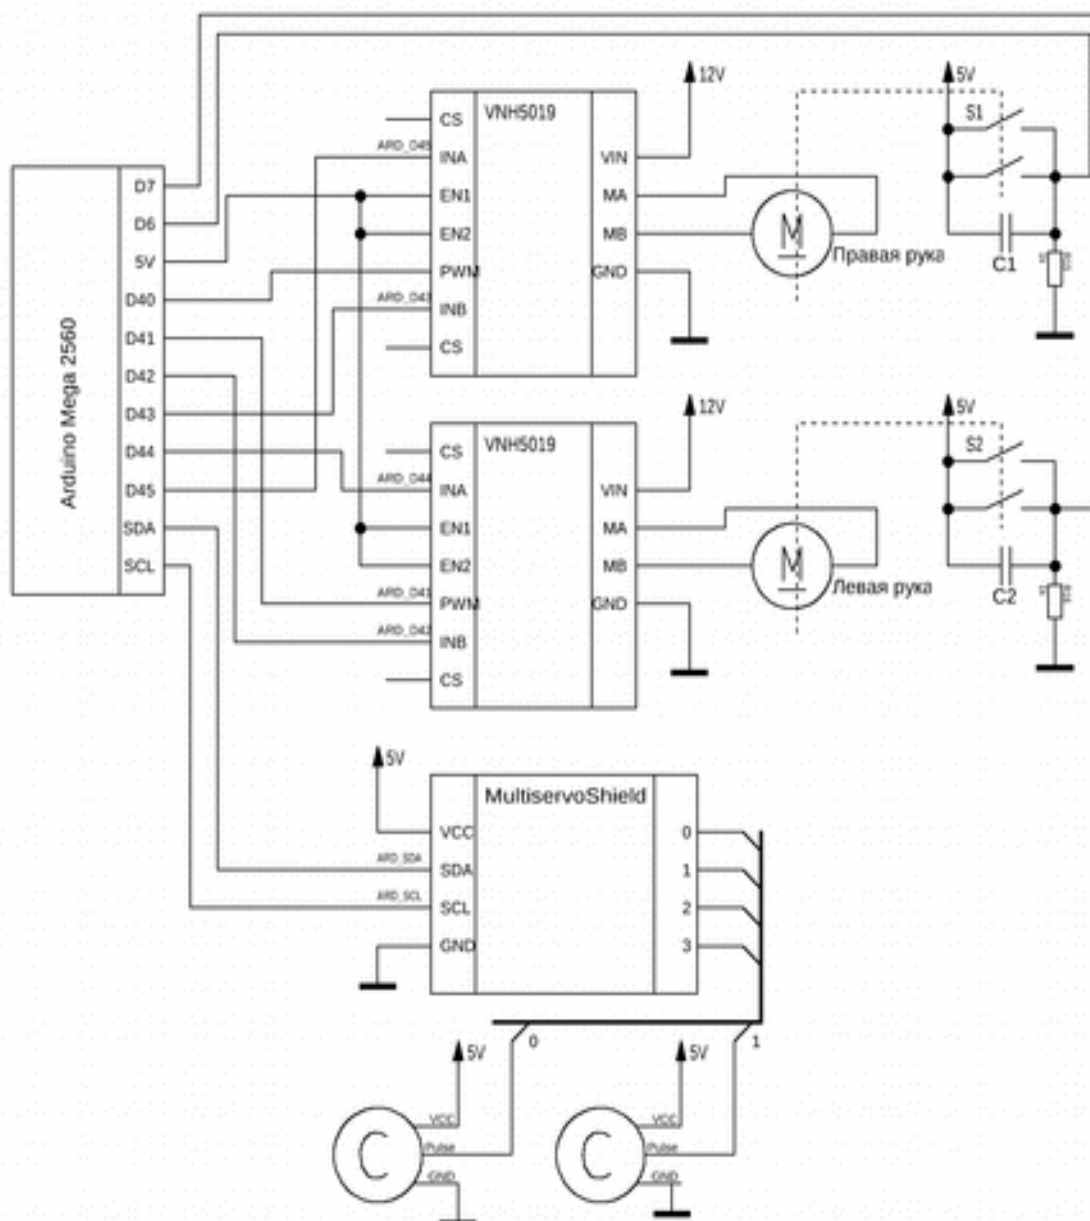 12V
5V
CS
VNH5019
S1
ARD_D45
INA
VIN
D7
EN1
MA
D6
EN2
MB
M
Правая рука
5V
C1
D40
PWM
GND
ARD_D43
INB
D41
CS
Arduino Mega 2560
D42
12V
5V
D43
VNH5019
S2
D44
CS
ARD_D44
INA
VIN
D45
SDA
EN1
MA
SCL
EN2
MB
M
Левая рука
C2
ARD_D41
PWM
GND
ARD_D42
INB
CS
5V
MultiservoShield
VCC
0
ARD_SDA
SDA
1
ARD_SCL
SCL
2
GND
3
0
1
5V
5V
VCC
VCC
C
Pulse
C
Pulse
GND
GND